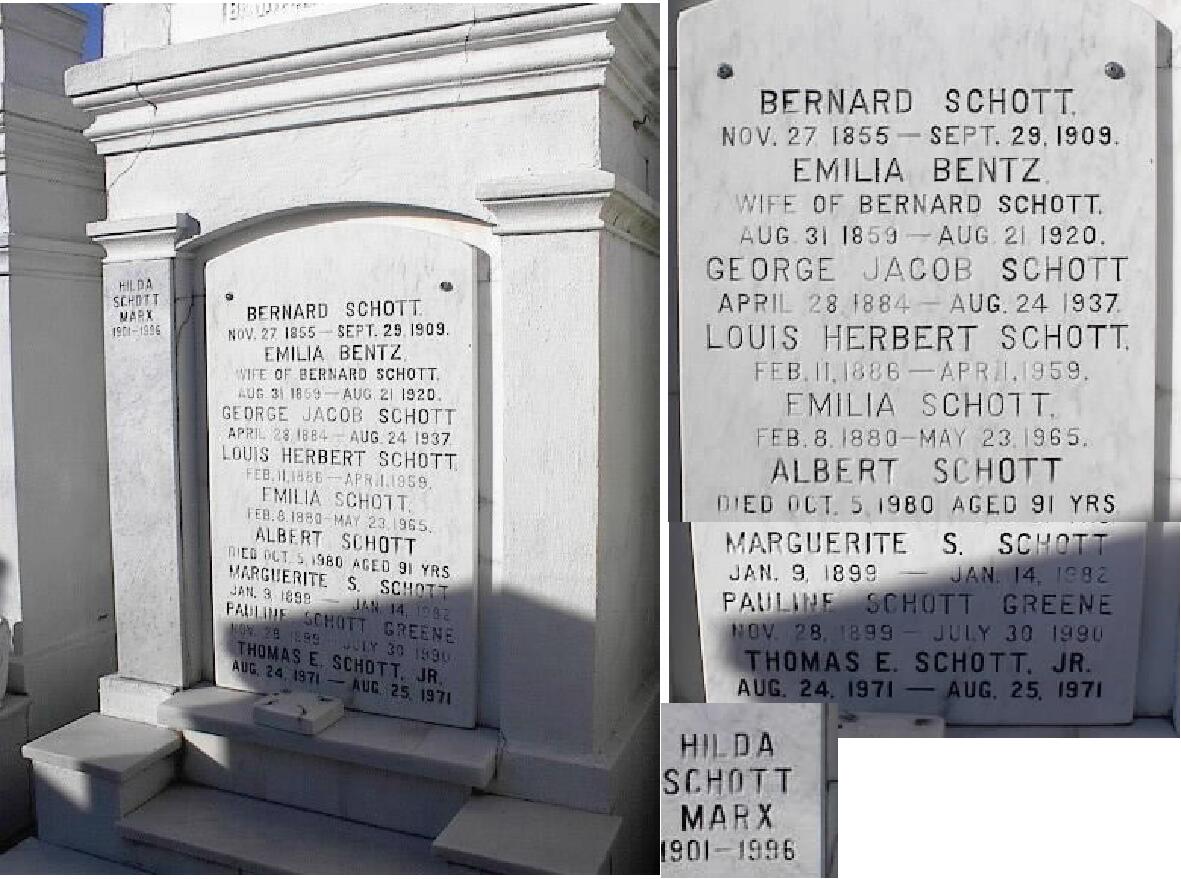 HILDA
SCHOTT
MARX
1901-1996
BERNARD SCHOTT.
NOV. 27 1855 — SEPT. 29, 1909.
EMILIA BENTZ.
WIFE OF BERNARD SCHOTT.
AUG. 31 1859 — AUG. 21 1920.
GEORGE JACOB SCHOTT
APRIL 28 1884 — AUG. 24 1937.
LOUIS HERBERT SCHOTT.
FEB. 11, 1886 — APR. 1, 1959.
EMILIA SCHOTT.
FEB. 8, 1880 — MAY 23, 1965.
ALBERT SCHOTT
DIED OCT. 5, 1980 AGED 91 YRS
MARGUERITE S. SCHOTT
JAN. 9, 1899 — JAN. 14, 1982
PAULINE SCHOTT GREENE
NOV. 28, 1899 — JULY 30 1990
THOMAS E. SCHOTT, JR.
AUG. 24, 1971 — AUG. 25, 1971
BERNARD SCHOTT.
NOV. 27 1855 — SEPT. 29, 1909.
EMILIA BENTZ.
WIFE OF BERNARD SCHOTT.
AUG. 31 1859 — AUG. 21 1920.
GEORGE JACOB SCHOTT
APRIL 28 1884 — AUG. 24 1937.
LOUIS HERBERT SCHOTT.
FEB. 11, 1886 — APR. 1, 1959.
EMILIA SCHOTT.
FEB. 8, 1880 — MAY 23, 1965.
ALBERT SCHOTT
DIED OCT. 5, 1980 AGED 91 YRS
MARGUERITE S. SCHOTT
JAN. 9, 1899 — JAN. 14, 1982
PAULINE SCHOTT GREENE
NOV. 28, 1899 — JULY 30 1990
THOMAS E. SCHOTT, JR.
AUG. 24, 1971 — AUG. 25, 1971
HILDA
SCHOTT
MARX
1901-1996